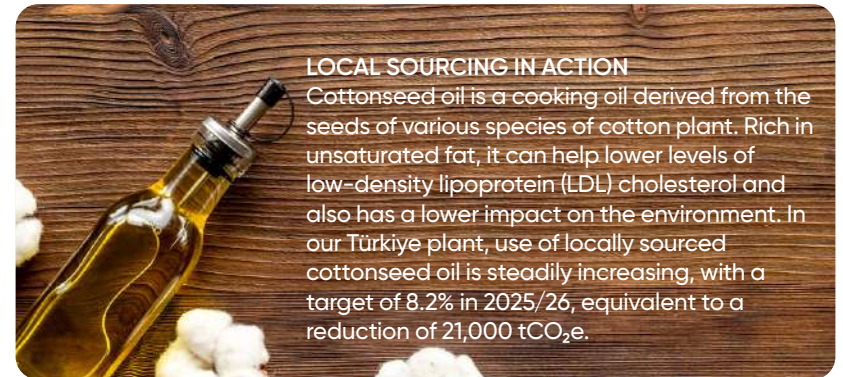 LOCAL SOURCING IN ACTION
Cottonseed oil is a cooking oil derived from the
seeds of various species of cotton plant. Rich in
unsaturated fat, it can help lower levels of
low-density lipoprotein (LDL) cholesterol and
also has a lower impact on the environment. In
our Türkiye plant, use of locally sourced
cottonseed oil is steadily increasing, with a
target of 8.2% in 2025/26, equivalent to a
reduction of 21,000 tCO₂e.